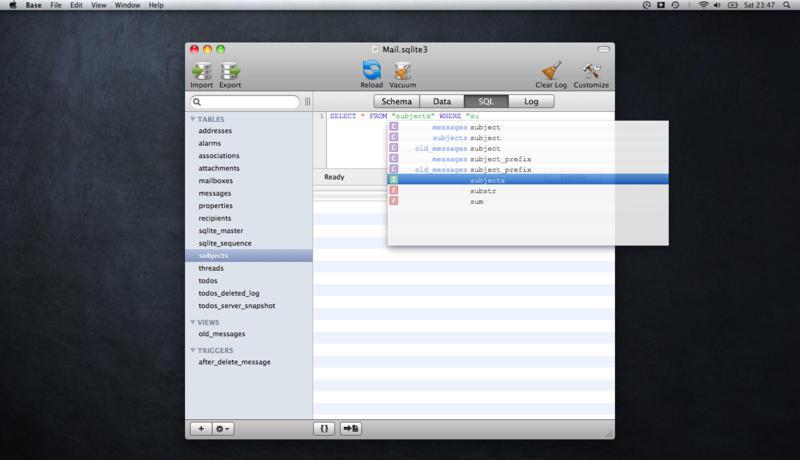 Base File Edit View Window Help Sat 23:47
Mail.sqlite3
Import Export Reload Vacuum Clear Log Customize
Schema Data SQL Log
TABLES
addresses
alarms
associations
attachments
mailboxes
messages
properties
recipients
sqlite_master
sqlite_sequence
subjects
threads
todos
todos_deleted_log
todos_server_snapshot
VIEWS
old_messages
TRIGGERS
after_delete_message
1 SELECT * FROM "subjects" WHERE "su
C messages subject
C subjects subject
C old_messages subject
C messages subject_prefix
C old_messages subject_prefix
T subjects
f substr
f sum
Ready